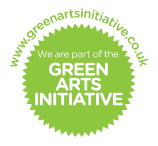 www.greenartsinitiative.co.uk
We are part of the
GREEN
ARTS
INITIATIVE